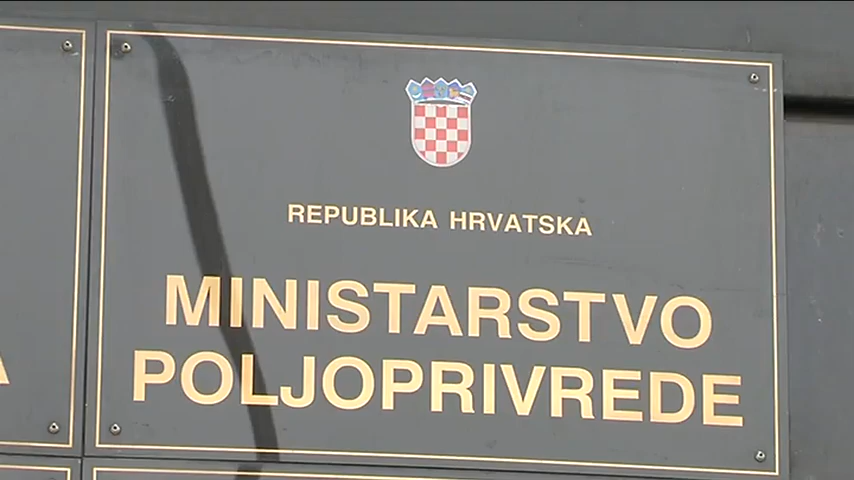 REPUBLIKA HRVATSKA
MINISTARSTVO
POLJOPRIVREDE